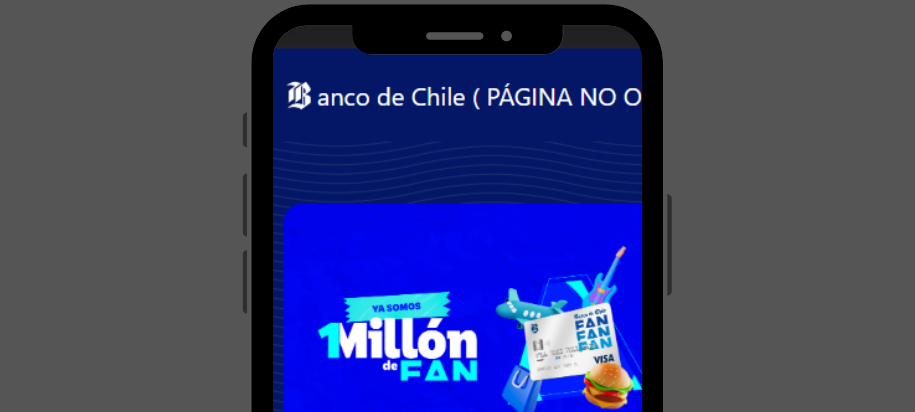 Banco de Chile ( PÁGINA NO O
YA SOMOS
1Millón
de FAN
Banco de Chile
FAN
FAN
FAN
VISA